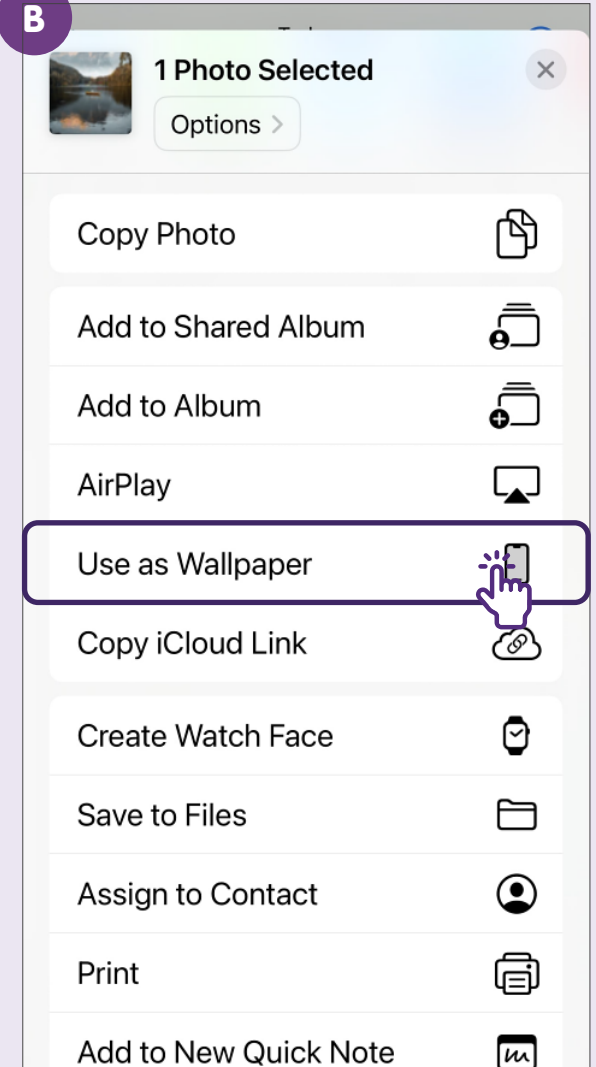 B
1 Photo Selected
Options
Copy Photo
Add to Shared Album
Add to Album
AirPlay
Use as Wallpaper
Copy iCloud Link
Create Watch Face
Save to Files
Assign to Contact
Print
Add to New Quick Note